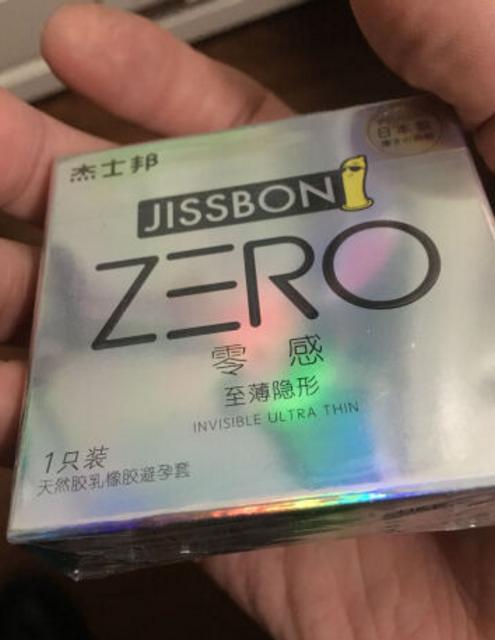 杰士邦
日本製
JISSBON
ZERO
零感
至薄隐形
INVISIBLE ULTRA THIN
1只装
天然胶乳橡胶避孕套